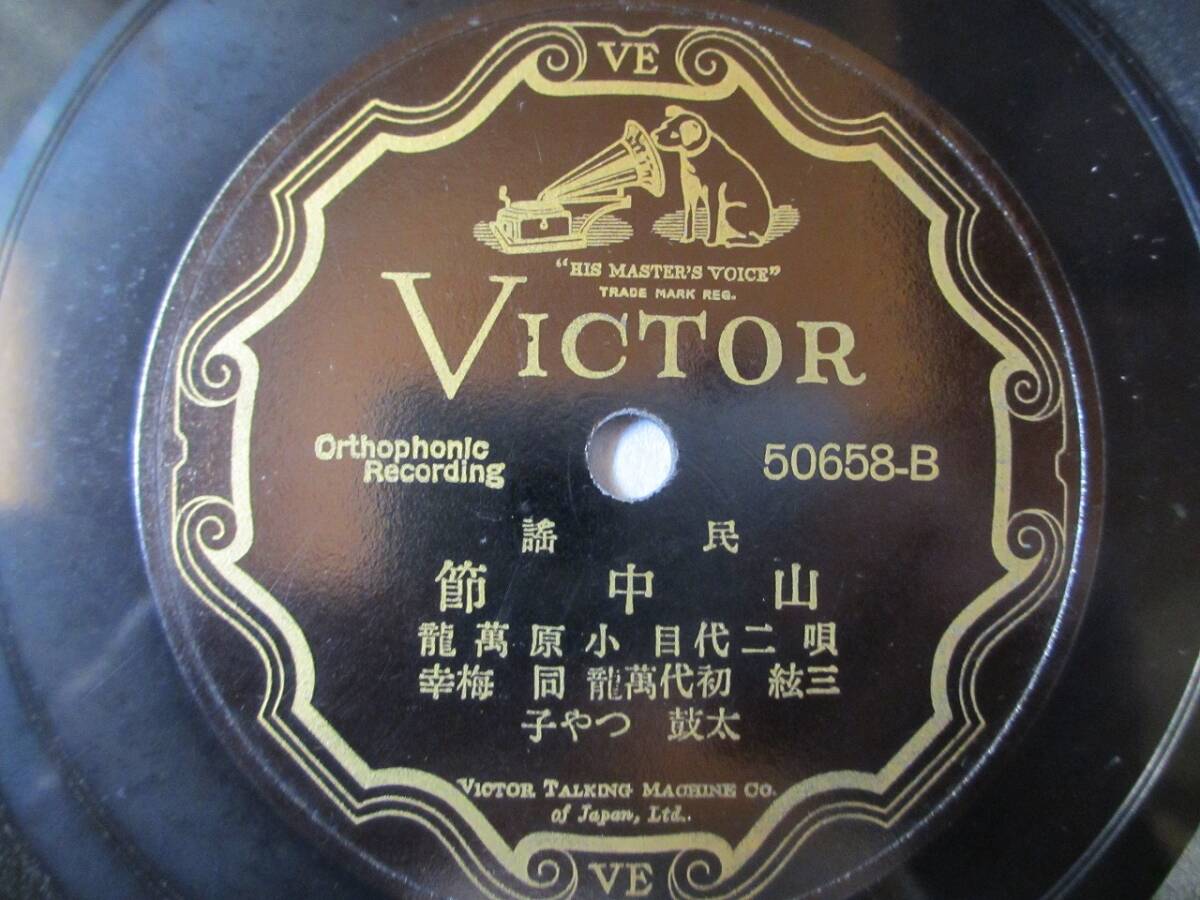 VE
"HIS MASTER'S VOICE"
TRADE MARK REG.
VICTOR
Orthophonic
Recording
50658-B
民謠
山中節
唄 二代目 小原萬龍
三絃 初代萬龍 同 梅幸
太鼓 つや子
VICTOR TALKING MACHINE CO.
of Japan, Ltd.
VE